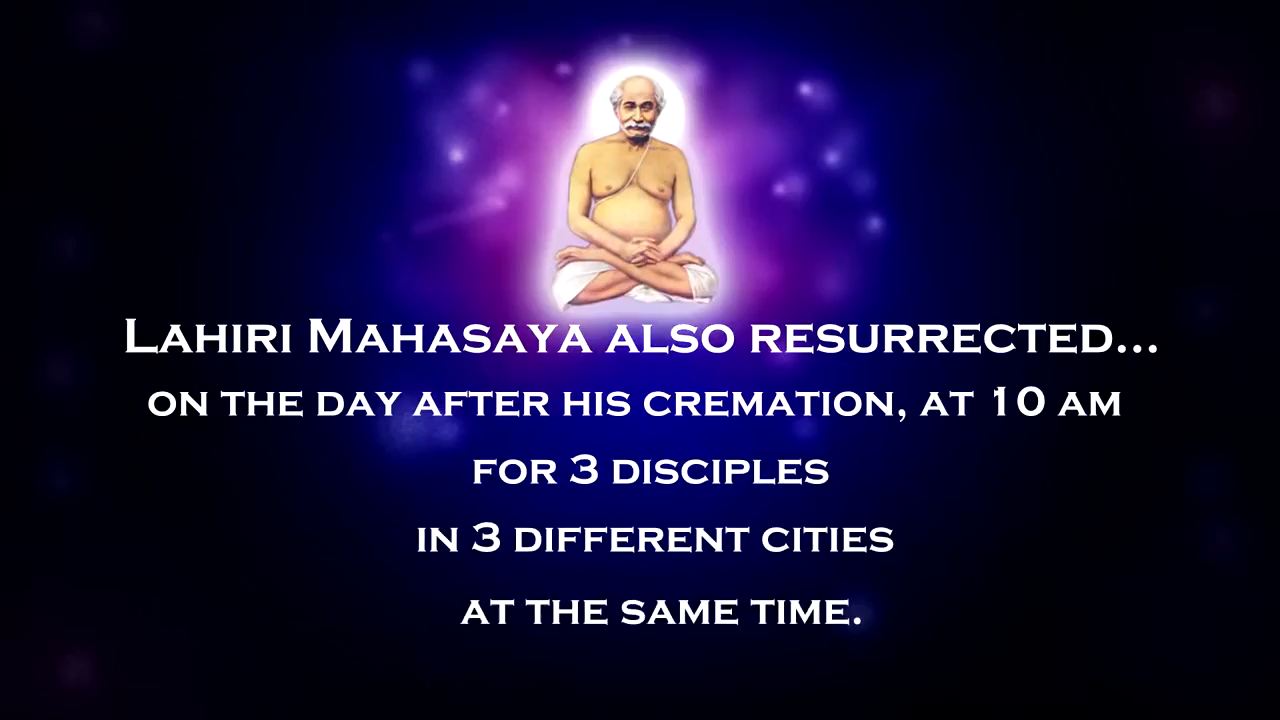 Lahiri Mahasaya also resurrected...
on the day after his cremation, at 10 am
for 3 disciples
in 3 different cities
at the same time.